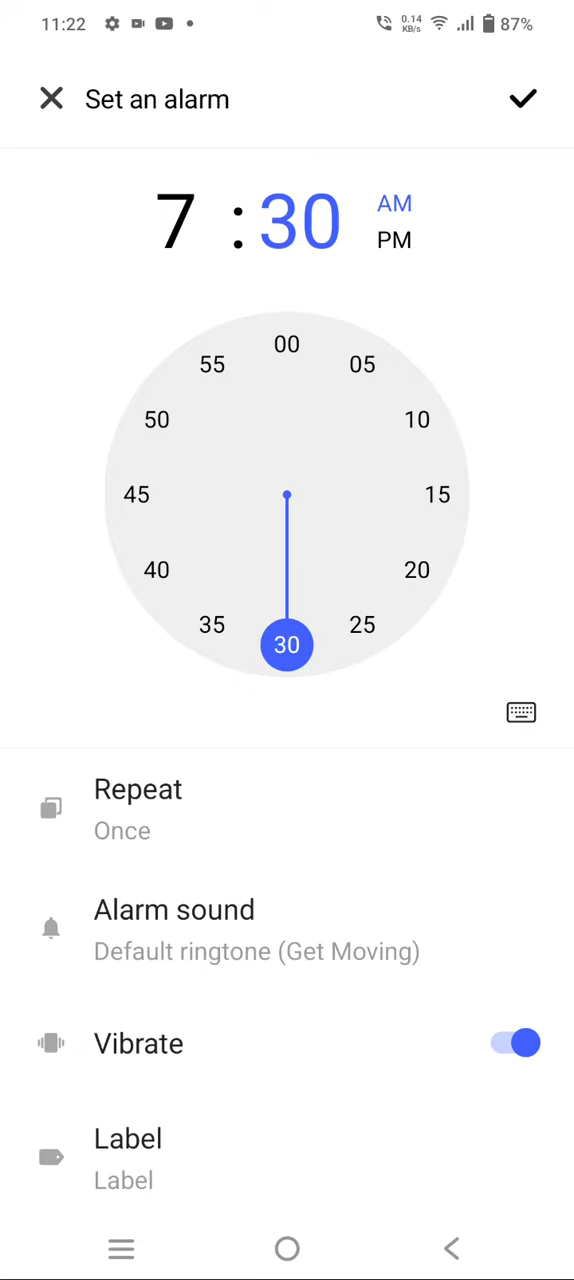 11:22 0.14 KB/s 87%
Set an alarm
7 : 30 AM
PM
00
55 05
50 10
45 15
40 20
35 25
30
Repeat
Once
Alarm sound
Default ringtone (Get Moving)
Vibrate
Label
Label